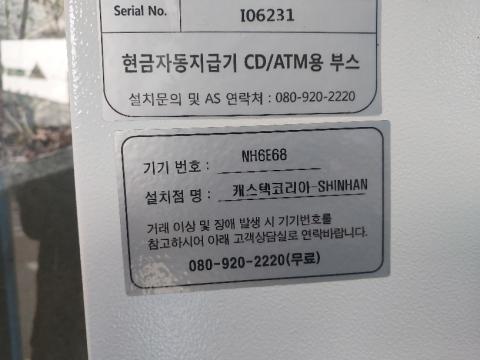 Serial No. I06231
현금자동지급기 CD/ATM용 부스
설치문의 및 AS 연락처 : 080-920-2220
기기 번호 : NH6E68
설치점 명 : 캐스텍코리아-SHINHAN
거래 이상 및 장애 발생 시 기기번호를
참고하시어 아래 고객상담실로 연락바랍니다.
080-920-2220(무료)